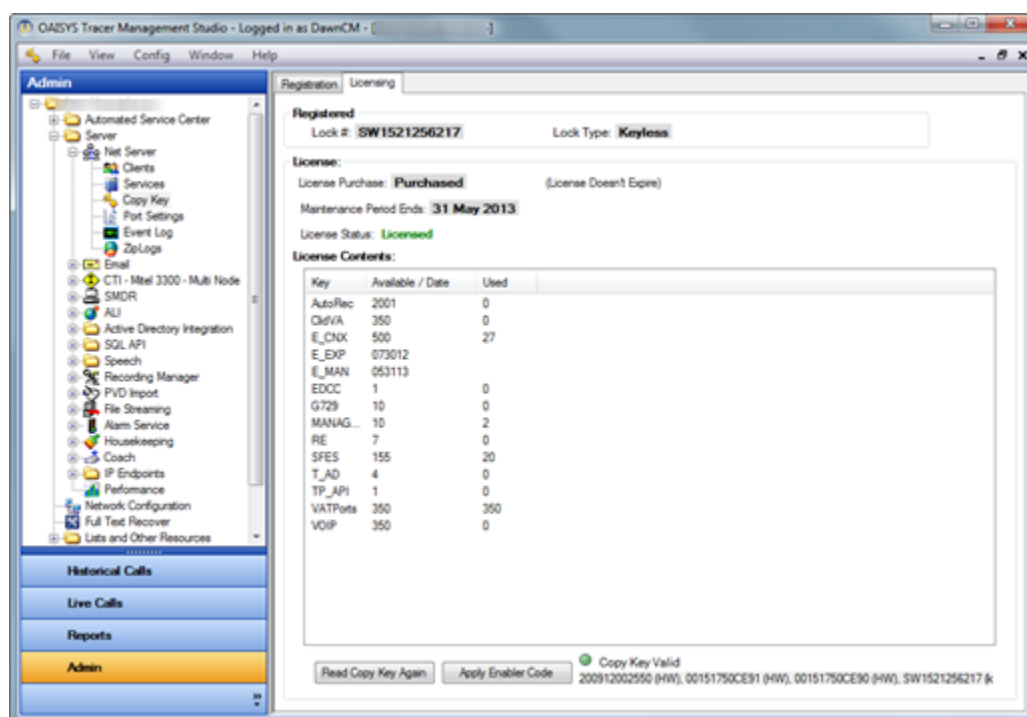 OAISYS Tracer Management Studio - Logged in as DawnCM - [
File View Config Window Help
Admin
Automated Service Center
Server
Net Server
Clients
Services
Copy Key
Port Settings
Event Log
ZipLogs
Email
CTI - Mitel 3300 - Multi Node
SMDR
ALI
Active Directory Integration
SQL API
Speech
Recording Manager
PVD Import
File Streaming
Alarm Service
Housekeeping
Coach
IP Endpoints
Performance
Network Configuration
Full Text Recover
Lists and Other Resources
Historical Calls
Live Calls
Reports
Admin
Registration Licensing
Registered
Lock #: SW1521256217 Lock Type: Keyless
License:
License Purchase: Purchased (License Doesn't Expire)
Maintenance Period Ends: 31 May 2013
License Status: Licensed
License Contents:
Key Available / Date Used
AutoRec 2001 0
CldVA 350 0
E_CNX 500 27
E_EXP 073012
E_MAN 053113
EDCC 1 0
G729 10 0
MANAG... 10 2
RE 7 0
SFES 155 20
T_AD 4 0
TP_API 1 0
VATPorts 350 350
VOIP 350 0
Read Copy Key Again Apply Enabler Code Copy Key Valid
200912002550 (HW), 00151750CE91 (HW), 00151750CE90 (HW), SW1521256217 (k